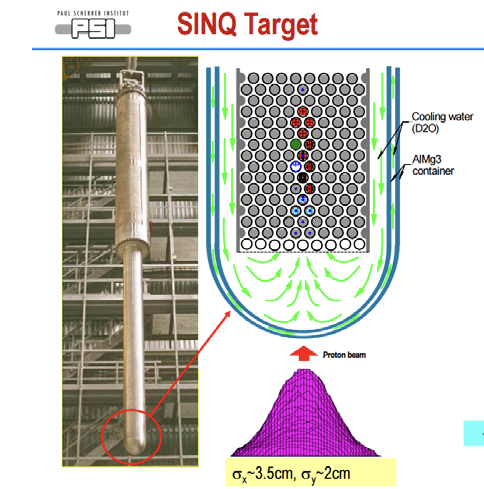 PAUL SCHERRER INSTITUT
PSI
SINQ Target
Cooling water
(D2O)
AlMg3
container
Proton beam
σx~3.5cm, σy~2cm